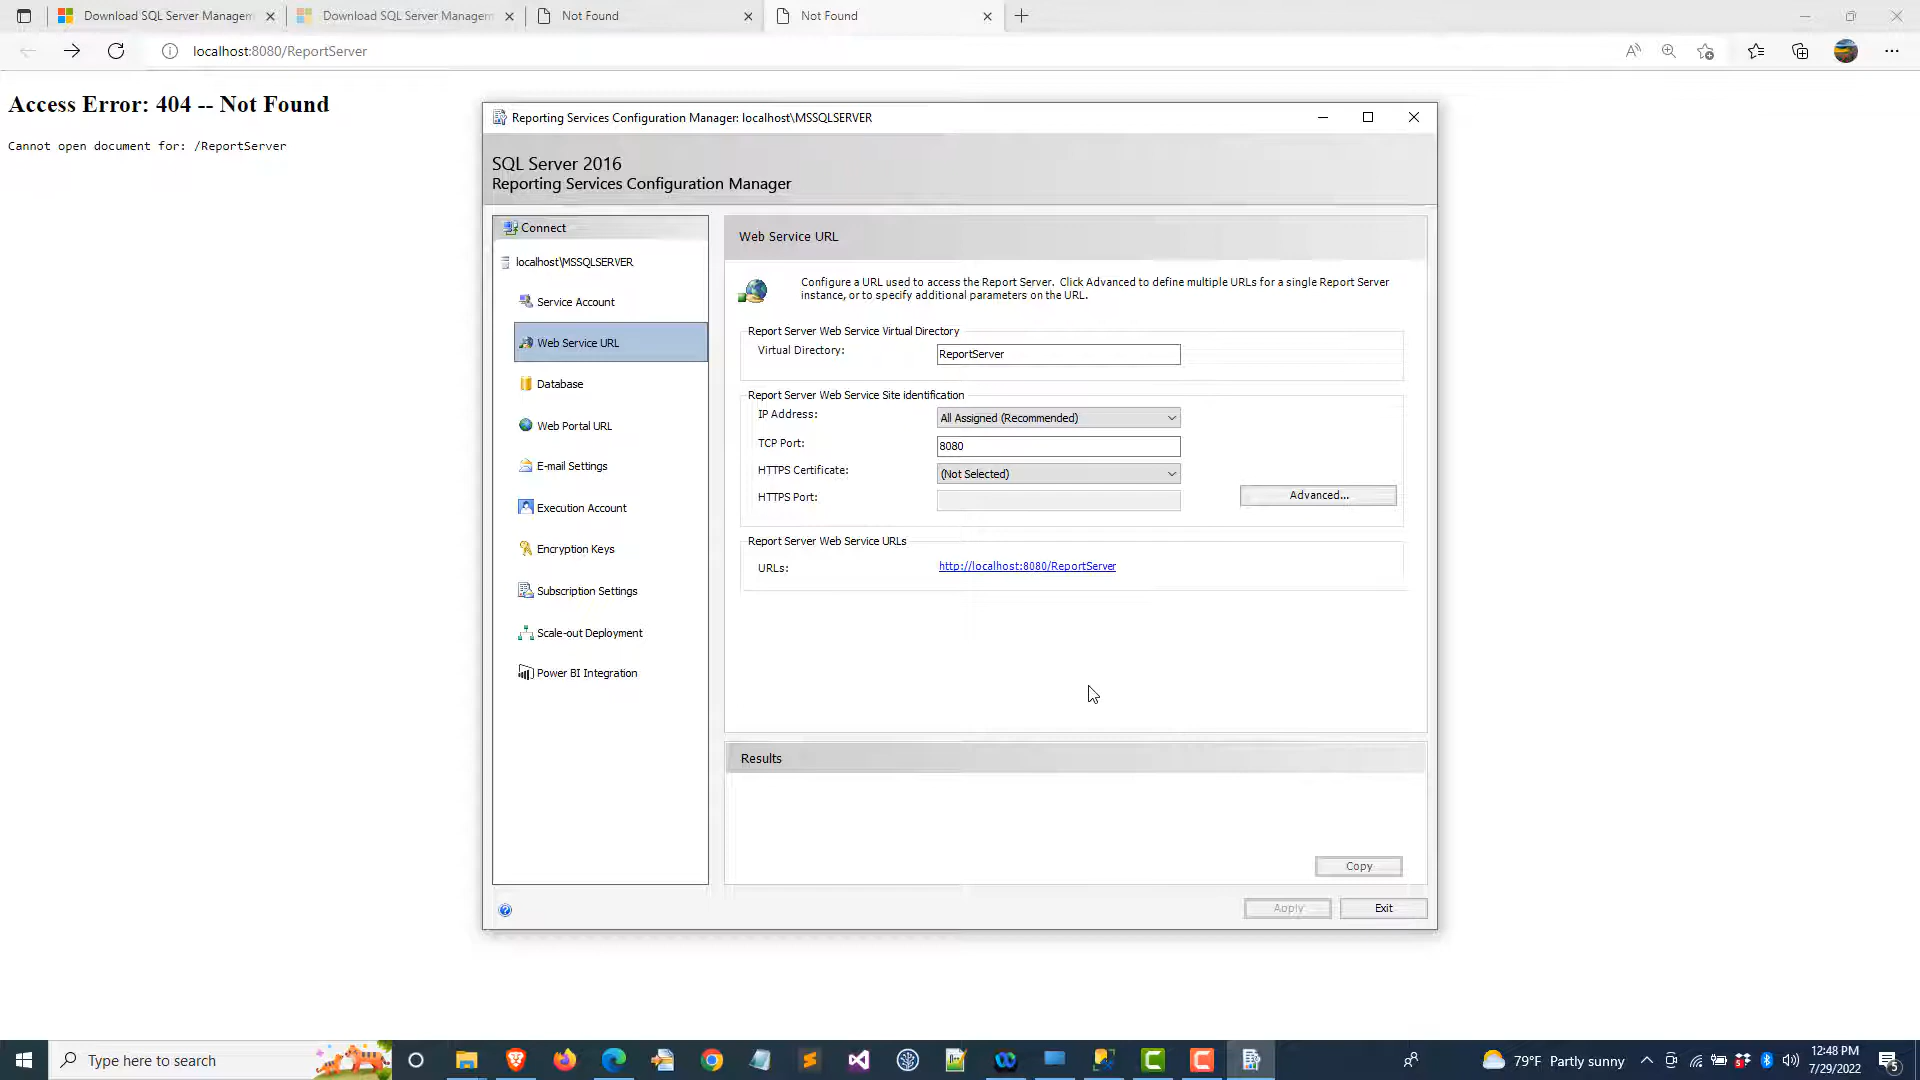 Download SQL Server Managem
Download SQL Server Managem
Not Found
Not Found
localhost:8080/ReportServer
Access Error: 404 -- Not Found
Cannot open document for: /ReportServer
Reporting Services Configuration Manager: localhost\MSSQLSERVER
SQL Server 2016
Reporting Services Configuration Manager
Connect
localhost\MSSQLSERVER
Service Account
Web Service URL
Database
Web Portal URL
E-mail Settings
Execution Account
Encryption Keys
Subscription Settings
Scale-out Deployment
Power BI Integration
Web Service URL
Configure a URL used to access the Report Server. Click Advanced to define multiple URLs for a single Report Server
instance, or to specify additional parameters on the URL.
Report Server Web Service Virtual Directory
Virtual Directory:
ReportServer
Report Server Web Service Site identification
IP Address:
All Assigned (Recommended)
TCP Port:
8080
HTTPS Certificate:
(Not Selected)
HTTPS Port:
Advanced...
Report Server Web Service URLs
URLs:
http://localhost:8080/ReportServer
Results
Copy
Apply
Exit
Type here to search
79°F Partly sunny
12:48 PM
7/29/2022
5